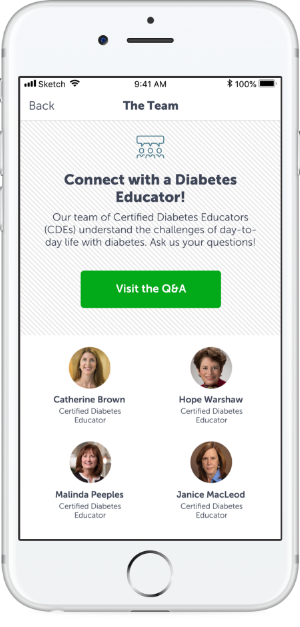 Sketch 9:41 AM 100%
Back The Team
Connect with a Diabetes
Educator!
Our team of Certified Diabetes Educators
(CDEs) understand the challenges of day-to-
day life with diabetes. Ask us your questions!
Visit the Q&A
Catherine Brown
Certified Diabetes
Educator
Hope Warshaw
Certified Diabetes
Educator
Malinda Peeples
Certified Diabetes
Educator
Janice MacLeod
Certified Diabetes
Educator